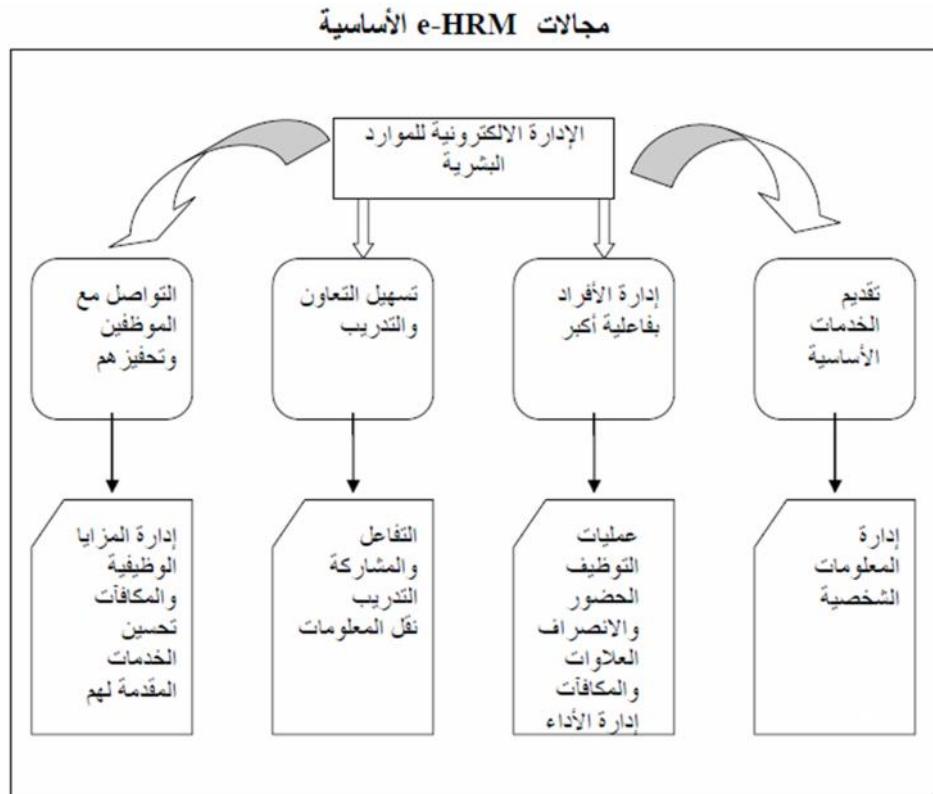 مجالات e-HRM الأساسية
الإدارة الالكترونية للموارد
البشرية
تقديم
الخدمات
الأساسية
إدارة الأفراد
بفاعلية أكبر
تسهيل التعاون
والتدريب
التواصل مع
الموظفين
وتحفيزهم
إدارة
المعلومات
الشخصية
عمليات
التوظيف
الحضور
والانصراف
العلاوات
والمكافآت
إدارة الأداء
التفاعل
والمشاركة
التدريب
نقل المعلومات
إدارة المزايا
الوظيفية
والمكافآت
تحسين
الخدمات
المقدمة لهم